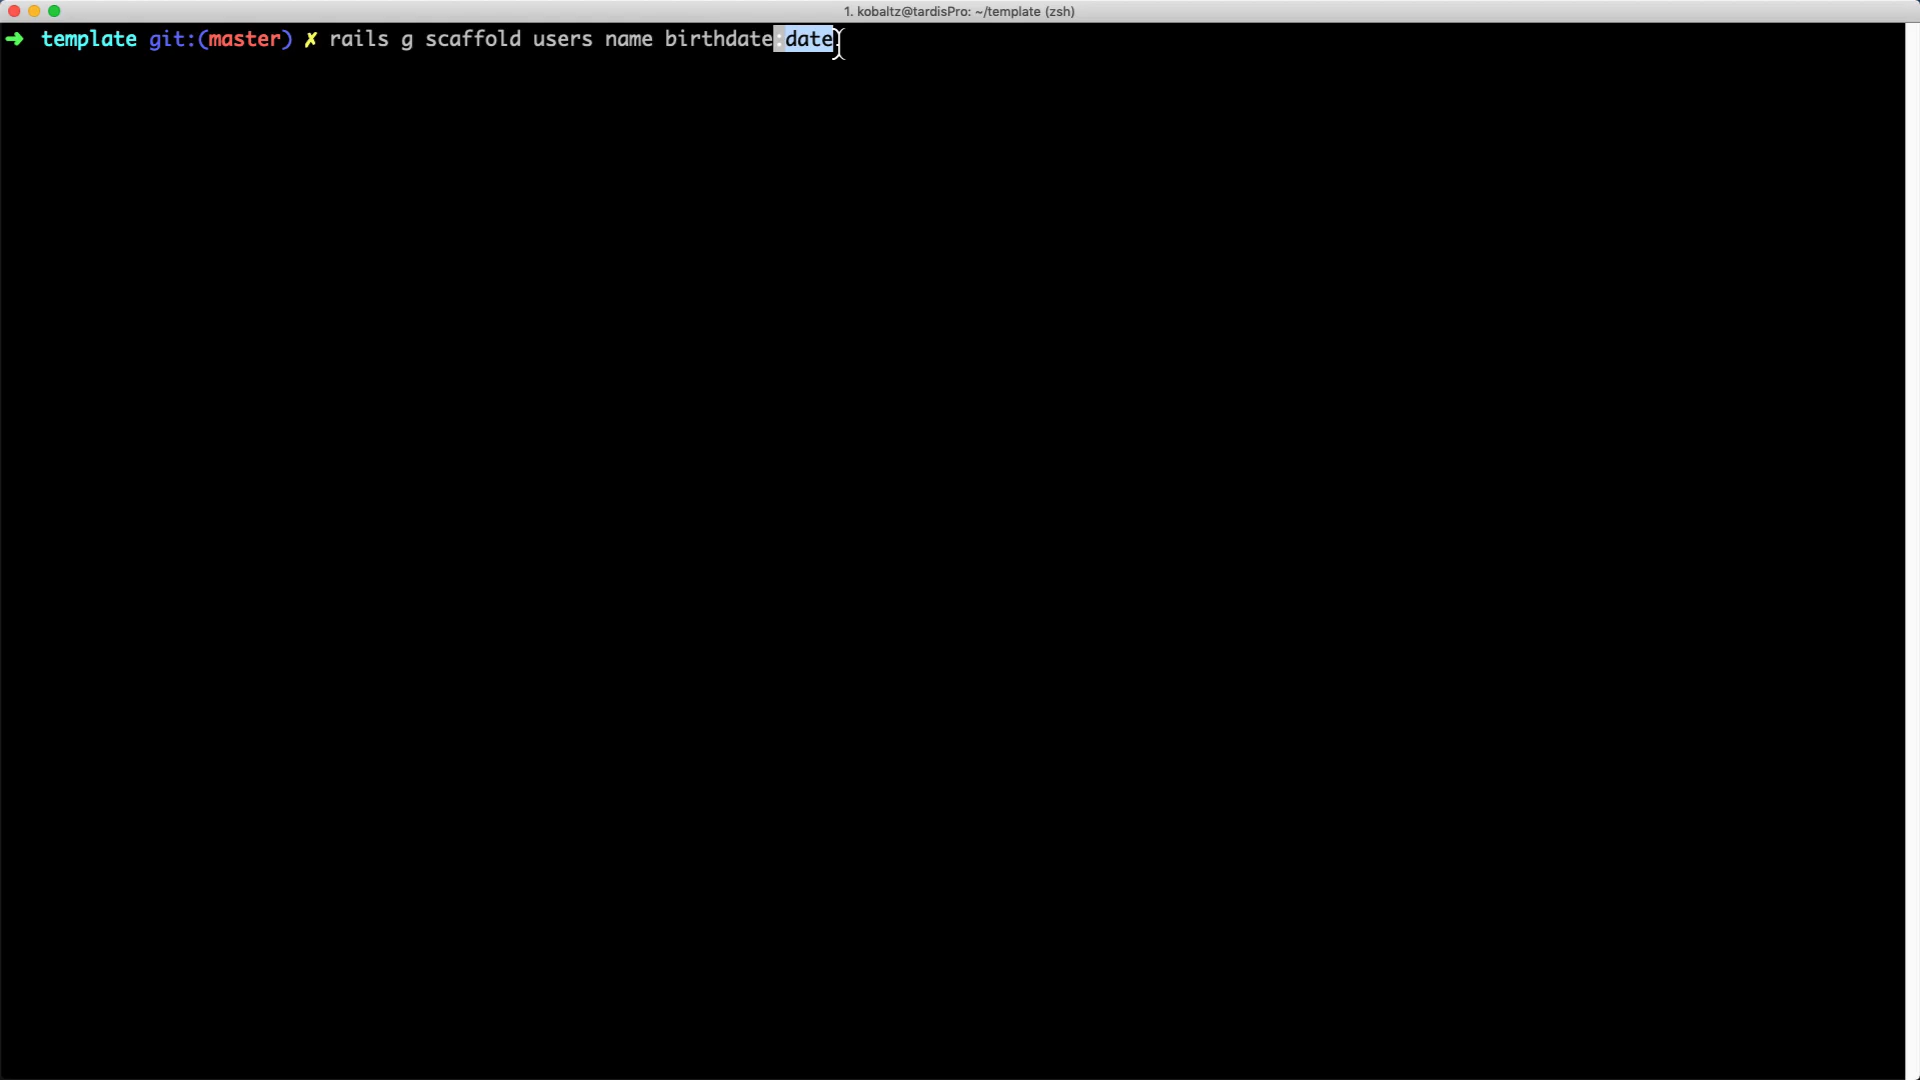 1. kobaltz@tardisPro: ~/template (zsh)
➜ template git:(master) ✗ rails g scaffold users name birthdate:date